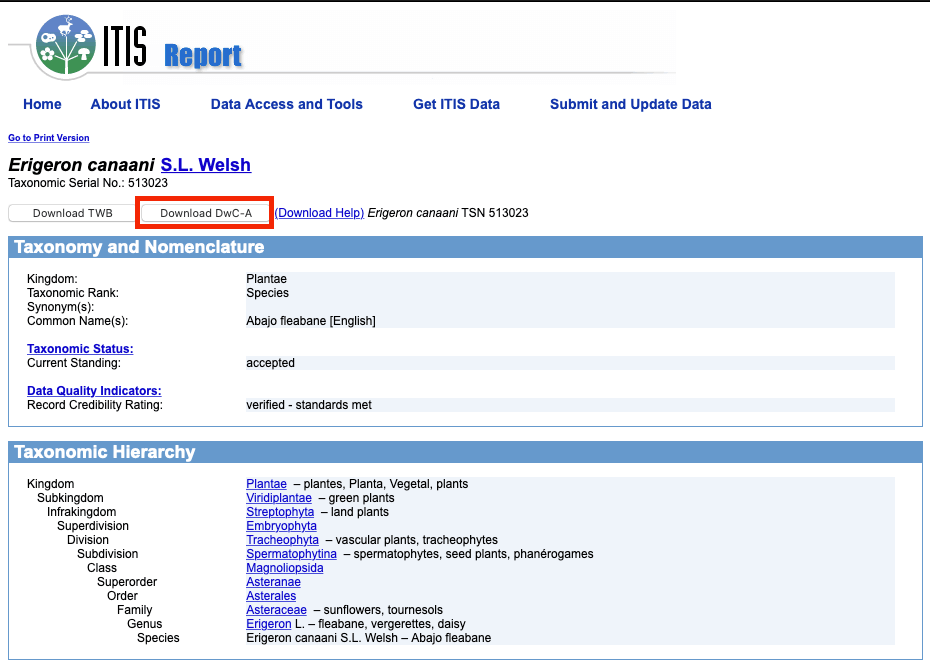 ITIS Report
Home About ITIS Data Access and Tools Get ITIS Data Submit and Update Data
Go to Print Version
Erigeron canaani S.L. Welsh
Taxonomic Serial No.: 513023
Download TWB Download DwC-A (Download Help) Erigeron canaani TSN 513023
Taxonomy and Nomenclature
Kingdom: Plantae
Taxonomic Rank: Species
Synonym(s):
Common Name(s): Abajo fleabane [English]
Taxonomic Status:
Current Standing: accepted
Data Quality Indicators:
Record Credibility Rating: verified - standards met
Taxonomic Hierarchy
Kingdom Plantae – plantes, Planta, Vegetal, plants
Subkingdom Viridiplantae – green plants
Infrakingdom Streptophyta – land plants
Superdivision Embryophyta
Division Tracheophyta – vascular plants, tracheophytes
Subdivision Spermatophytina – spermatophytes, seed plants, phanérogames
Class Magnoliopsida
Superorder Asteranae
Order Asterales
Family Asteraceae – sunflowers, tournesols
Genus Erigeron L. – fleabane, vergerettes, daisy
Species Erigeron canaani S.L. Welsh – Abajo fleabane